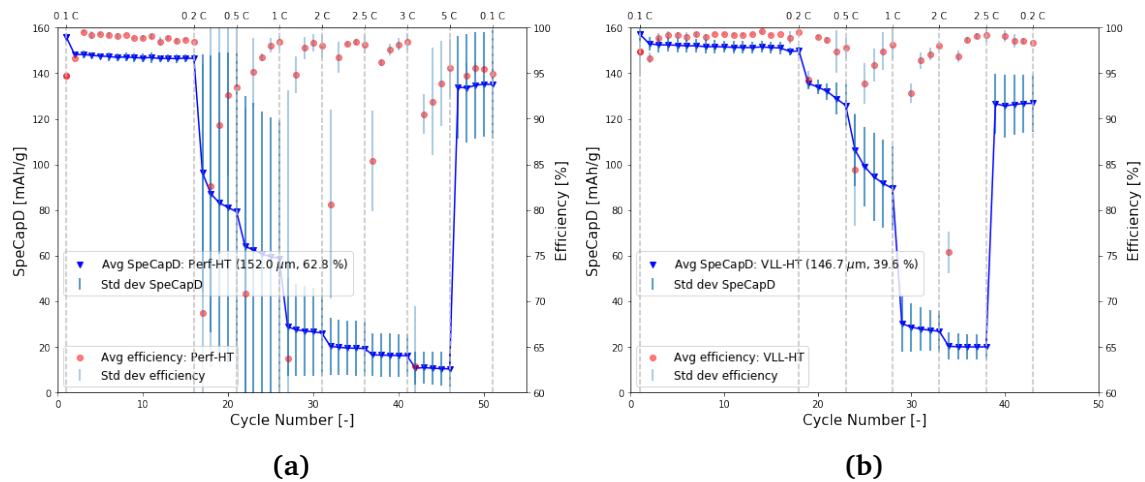 0.1 C 0.2 C 0.5 C 1 C 2 C 2.5 C 3 C 5 C 0.1 C
160 140 120 100 80 60 40 20 0
SpeCapD [mAh/g]
100 95 90 85 80 75 70 65 60
Efficiency [%]
Avg SpeCapD: Perf-HT (152.0 μm, 62.8 %)
Std dev SpeCapD
Avg efficiency: Perf-HT
Std dev efficiency
0 10 20 30 40 50
Cycle Number [-]
(a)
0.1 C 0.2 C 0.5 C 1 C 2 C 2.5 C 0.2 C
160 140 120 100 80 60 40 20 0
SpeCapD [mAh/g]
100 95 90 85 80 75 70 65 60
Efficiency [%]
Avg SpeCapD: VLL-HT (146.7 μm, 39.6 %)
Std dev SpeCapD
Avg efficiency: VLL-HT
Std dev efficiency
0 10 20 30 40 50
Cycle Number [-]
(b)